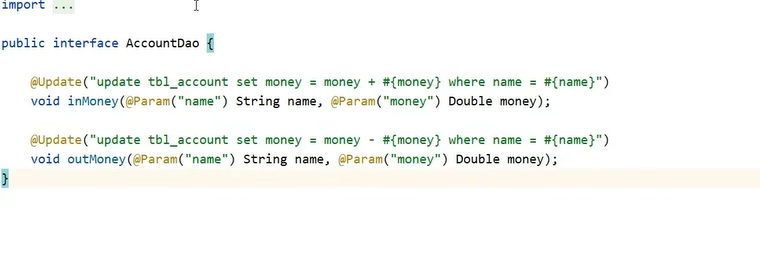 import ...
public interface AccountDao {
@Update("update tbl_account set money = money + #{money} where name = #{name}")
void inMoney(@Param("name") String name, @Param("money") Double money);
@Update("update tbl_account set money = money - #{money} where name = #{name}")
void outMoney(@Param("name") String name, @Param("money") Double money);
}